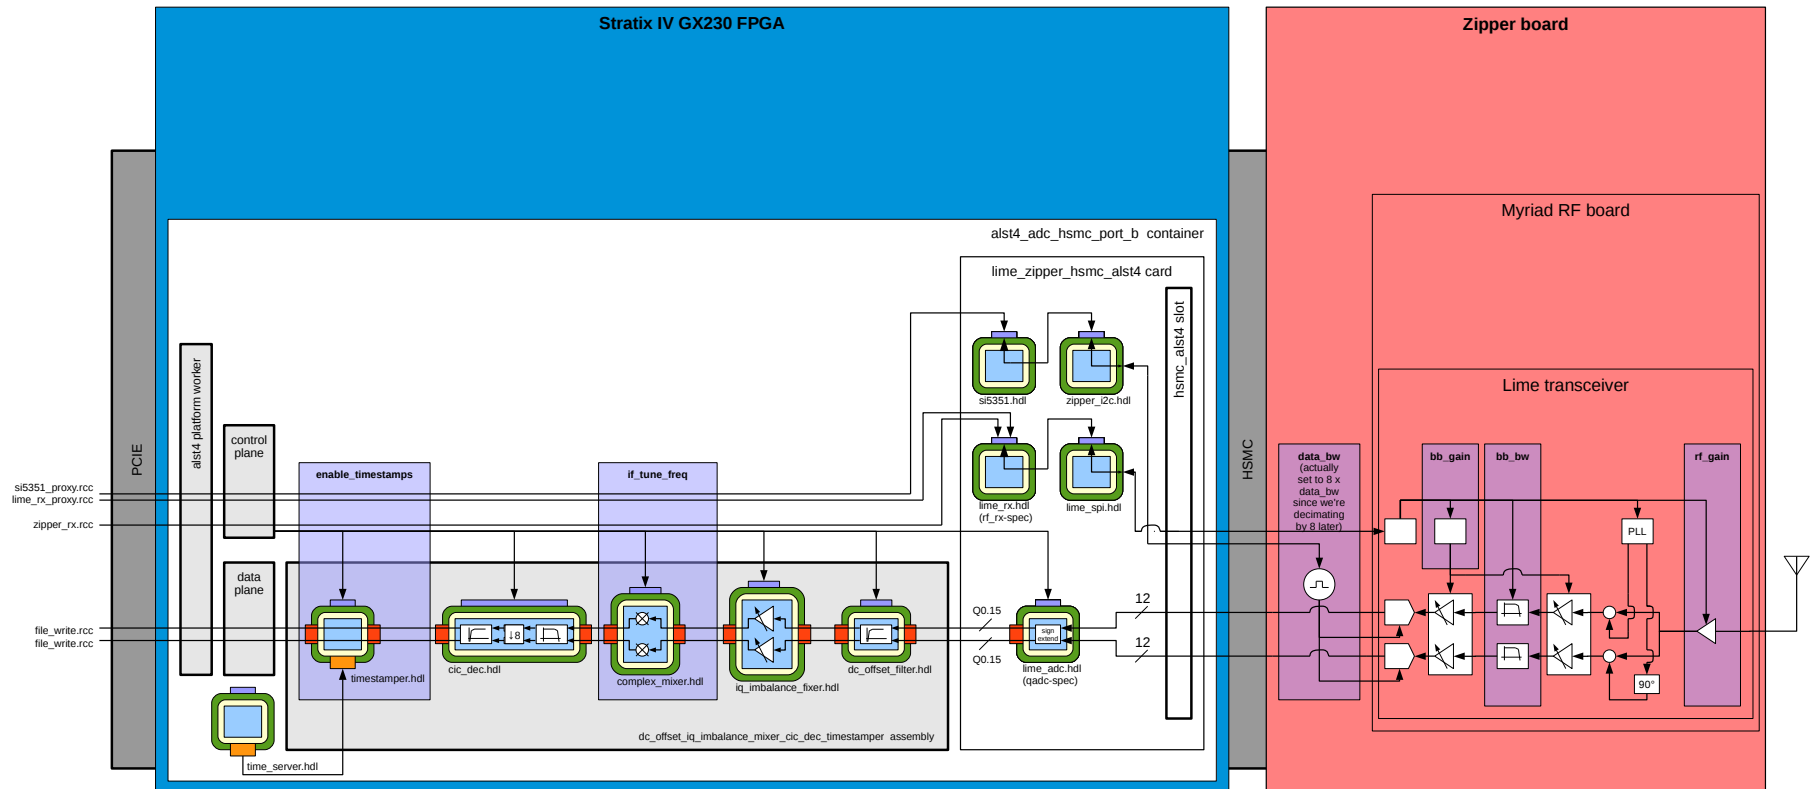 Stratix IV GX230 FPGA
Zipper board
Myriad RF board
alst4_adc_hsmc_port_b container
lime_zipper_hsmc_alst4 card
hsmc_alst4 slot
si5351.hdl
zipper_i2c.hdl
Lime transceiver
PCIE
alst4 platform worker
control
plane
enable_timestamps
if_tune_freq
lime_rx.hdl
(rf_rx-spec)
lime_spi.hdl
HSMC
data_bw
(actually
set to 8 x
data_bw
since we're
decimating
by 8 later)
bb_gain
bb_bw
rf_gain
PLL
si5351_proxy.rcc
lime_rx_proxy.rcc
zipper_rx.rcc
data
plane
file_write.rcc
file_write.rcc
↓8
Q0.15
Q0.15
sign
extend
12
12
90°
timestamper.hdl
cic_dec.hdl
complex_mixer.hdl
iq_imbalance_fixer.hdl
dc_offset_filter.hdl
lime_adc.hdl
(qadc-spec)
dc_offset_iq_imbalance_mixer_cic_dec_timestamper assembly
time_server.hdl